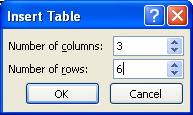 Insert Table
Number of columns: 3
Number of rows: 6
OK Cancel